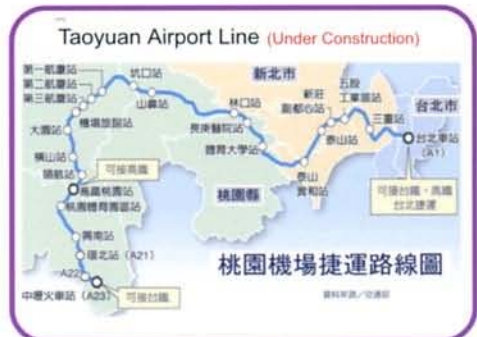 Taoyuan Airport Line (Under Construction)
第一航廈站
第二航廈站
第三航廈站
坑口站
山鼻站
新北市
林口站
新莊
副都心站
五股
工業區站
台北市
三重站
台北車站
(A1)
大園站
機場旅館站
長庚醫院站
泰山站
橫山站
領航站
可接高鐵
體育大學站
泰山
貴和站
可接台鐵、高鐵
台北捷運
高鐵桃園站
桃園體育園區站
桃園縣
興南站
環北站 (A21)
A22
中壢火車站 (A23)
可接台鐵
桃園機場捷運路線圖
資料來源／交通部